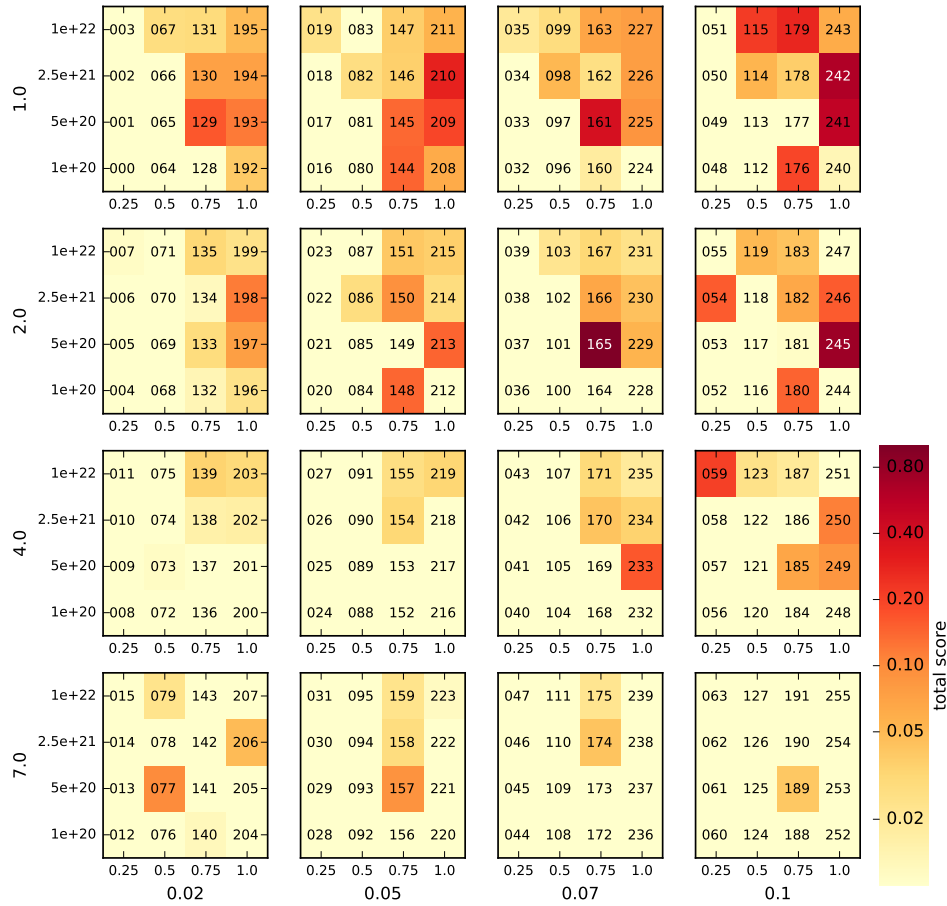 1e+22 003 067 131 195 019 083 147 211 035 099 163 227 051 115 179 243
2.5e+21 002 066 130 194 018 082 146 210 034 098 162 226 050 114 178 242
1.0
5e+20 001 065 129 193 017 081 145 209 033 097 161 225 049 113 177 241
1e+20 000 064 128 192 016 080 144 208 032 096 160 224 048 112 176 240
0.25 0.5 0.75 1.0 0.25 0.5 0.75 1.0 0.25 0.5 0.75 1.0 0.25 0.5 0.75 1.0
1e+22 007 071 135 199 023 087 151 215 039 103 167 231 055 119 183 247
2.5e+21 006 070 134 198 022 086 150 214 038 102 166 230 054 118 182 246
2.0
5e+20 005 069 133 197 021 085 149 213 037 101 165 229 053 117 181 245
1e+20 004 068 132 196 020 084 148 212 036 100 164 228 052 116 180 244
0.25 0.5 0.75 1.0 0.25 0.5 0.75 1.0 0.25 0.5 0.75 1.0 0.25 0.5 0.75 1.0
1e+22 011 075 139 203 027 091 155 219 043 107 171 235 059 123 187 251
2.5e+21 010 074 138 202 026 090 154 218 042 106 170 234 058 122 186 250
4.0
5e+20 009 073 137 201 025 089 153 217 041 105 169 233 057 121 185 249
1e+20 008 072 136 200 024 088 152 216 040 104 168 232 056 120 184 248
0.25 0.5 0.75 1.0 0.25 0.5 0.75 1.0 0.25 0.5 0.75 1.0 0.25 0.5 0.75 1.0
1e+22 015 079 143 207 031 095 159 223 047 111 175 239 063 127 191 255
2.5e+21 014 078 142 206 030 094 158 222 046 110 174 238 062 126 190 254
7.0
5e+20 013 077 141 205 029 093 157 221 045 109 173 237 061 125 189 253
1e+20 012 076 140 204 028 092 156 220 044 108 172 236 060 124 188 252
0.25 0.5 0.75 1.0 0.25 0.5 0.75 1.0 0.25 0.5 0.75 1.0 0.25 0.5 0.75 1.0
0.02 0.05 0.07 0.1
0.80
0.40
0.20
0.10
0.05
0.02
total score